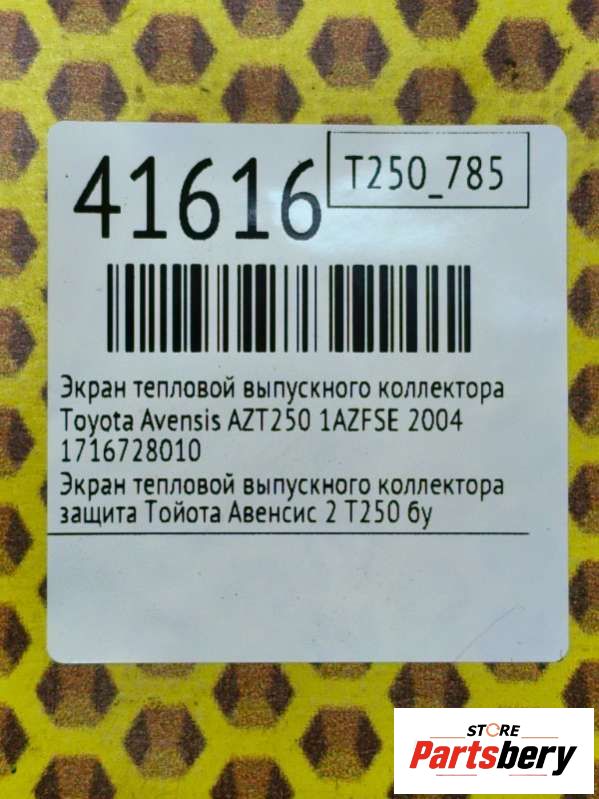 41616
T250_785
Экран тепловой выпускного коллектора
Toyota Avensis AZT250 1AZFSE 2004
1716728010
Экран тепловой выпускного коллектора
защита Тойота Авенсис 2 Т250 бу
STORE
Partsbery